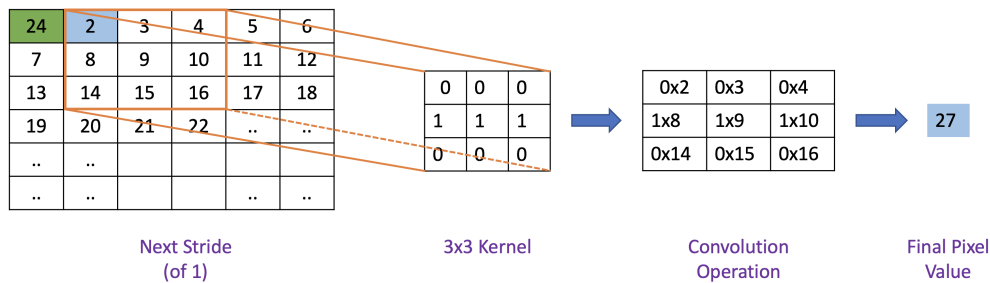 24 2 3 4 5 6
7 8 9 10 11 12
13 14 15 16 17 18
19 20 21 22 .. ..
.. ..
.. .. .. ..
0 0 0
1 1 1
0 0 0
0x2 0x3 0x4
1x8 1x9 1x10
0x14 0x15 0x16
27
Next Stride
(of 1)
3x3 Kernel
Convolution
Operation
Final Pixel
Value